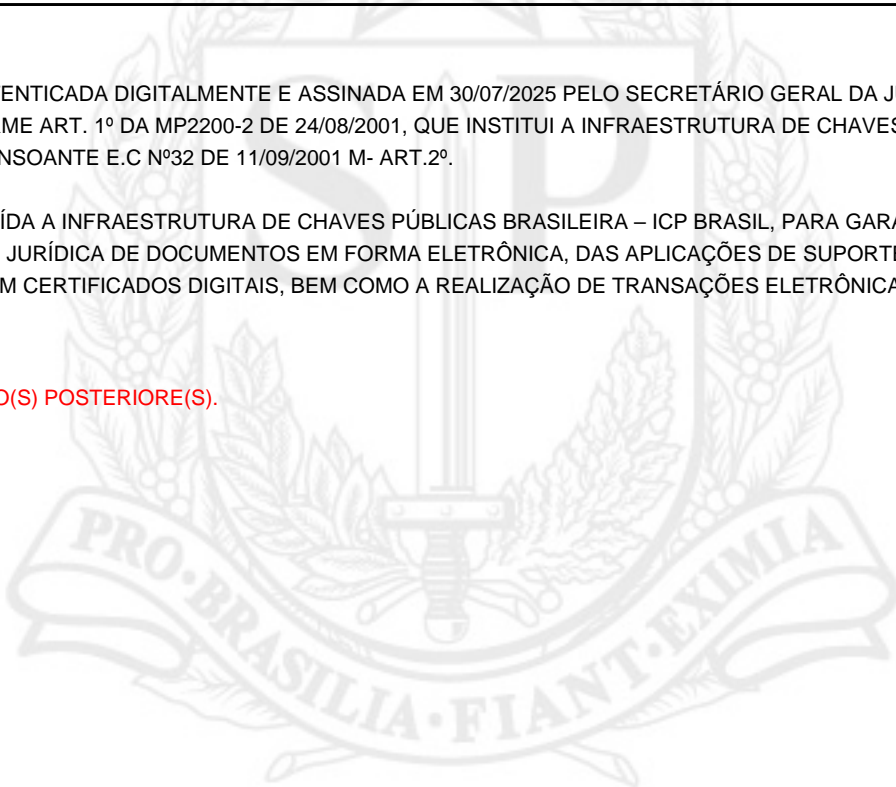 ENTICADA DIGITALMENTE E ASSINADA EM 30/07/2025 PELO SECRETÁRIO GERAL DA
ME ART. 1º DA MP2200-2 DE 24/08/2001, QUE INSTITUI A INFRAESTRUTURA DE CHAVES
NSOANTE E.C Nº32 DE 11/09/2001 M- ART.2º.
ÍDA A INFRAESTRUTURA DE CHAVES PÚBLICAS BRASILEIRA – ICP BRASIL, PARA GARA
JURÍDICA DE DOCUMENTOS EM FORMA ELETRÔNICA, DAS APLICAÇÕES DE SUPORTE
M CERTIFICADOS DIGITAIS, BEM COMO A REALIZAÇÃO DE TRANSAÇÕES ELETRÔNICA
O(S) POSTERIORE(S).
SP
PRO·BRASILIA·FIANT·EXIMIA